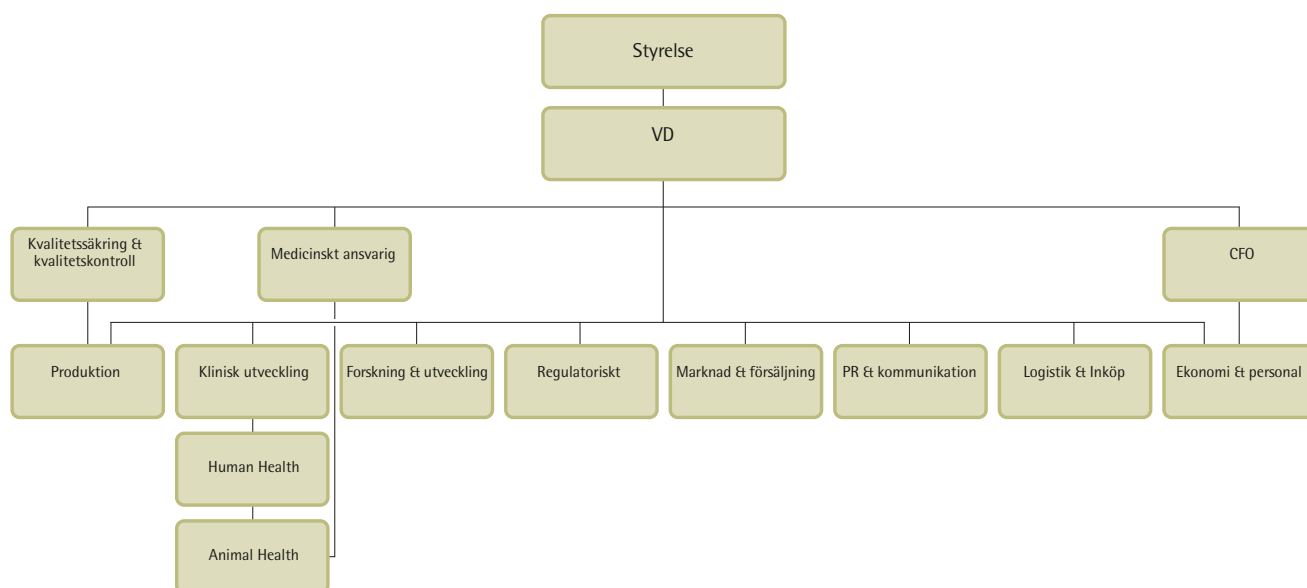 Styrelse
VD
Kvalitetssäkring &
kvalitetskontroll
Medicinskt ansvarig
CFO
Produktion
Klinisk utveckling
Forskning & utveckling
Regulatoriskt
Marknad & försäljning
PR & kommunikation
Logistik & Inköp
Ekonomi & personal
Human Health
Animal Health